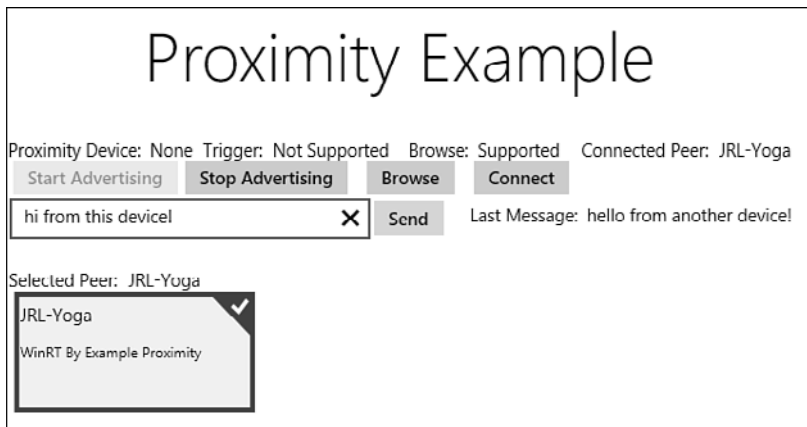 Proximity Example
Proximity Device: None Trigger: Not Supported Browse: Supported Connected Peer: JRL-Yoga
Start Advertising Stop Advertising Browse Connect
hi from this device! Send Last Message: hello from another device!
Selected Peer: JRL-Yoga
JRL-Yoga
WinRT By Example Proximity